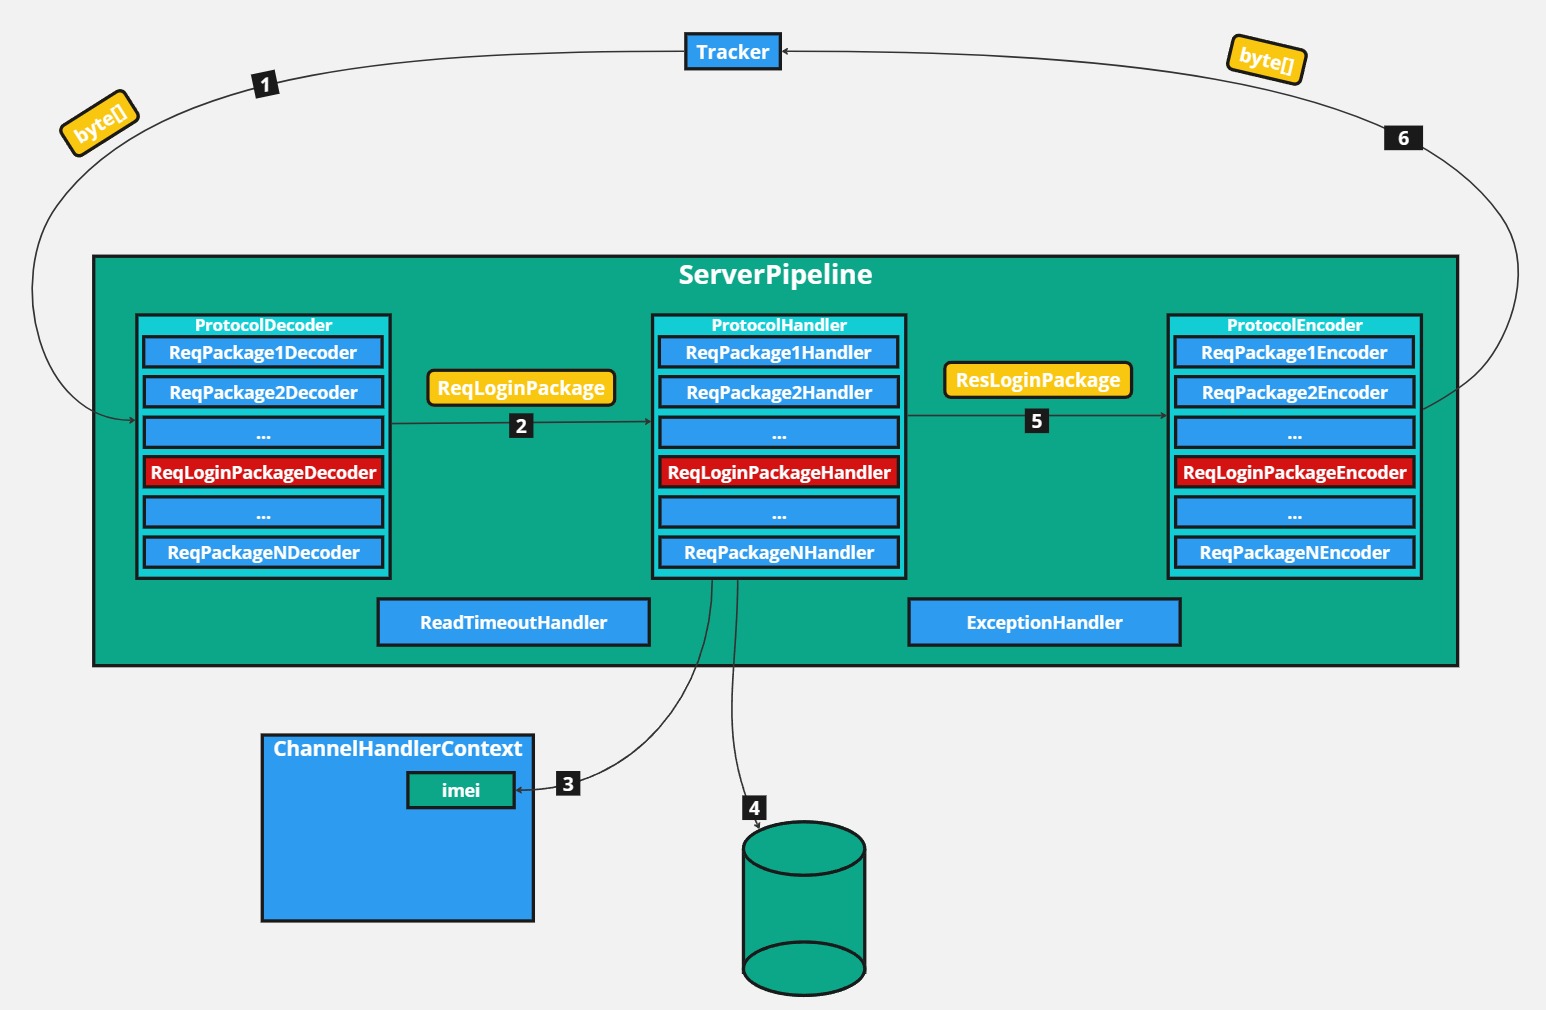 Tracker
byte[]
1
byte[]
6
ServerPipeline
ProtocolDecoder
ReqPackage1Decoder
ReqPackage2Decoder
...
ReqLoginPackageDecoder
...
ReqPackageNDecoder
ReqLoginPackage
2
ProtocolHandler
ReqPackage1Handler
ReqPackage2Handler
...
ReqLoginPackageHandler
...
ReqPackageNHandler
ResLoginPackage
5
ProtocolEncoder
ReqPackage1Encoder
ReqPackage2Encoder
...
ReqLoginPackageEncoder
...
ReqPackageNEncoder
ReadTimeoutHandler
ExceptionHandler
ChannelHandlerContext
imei
3
4